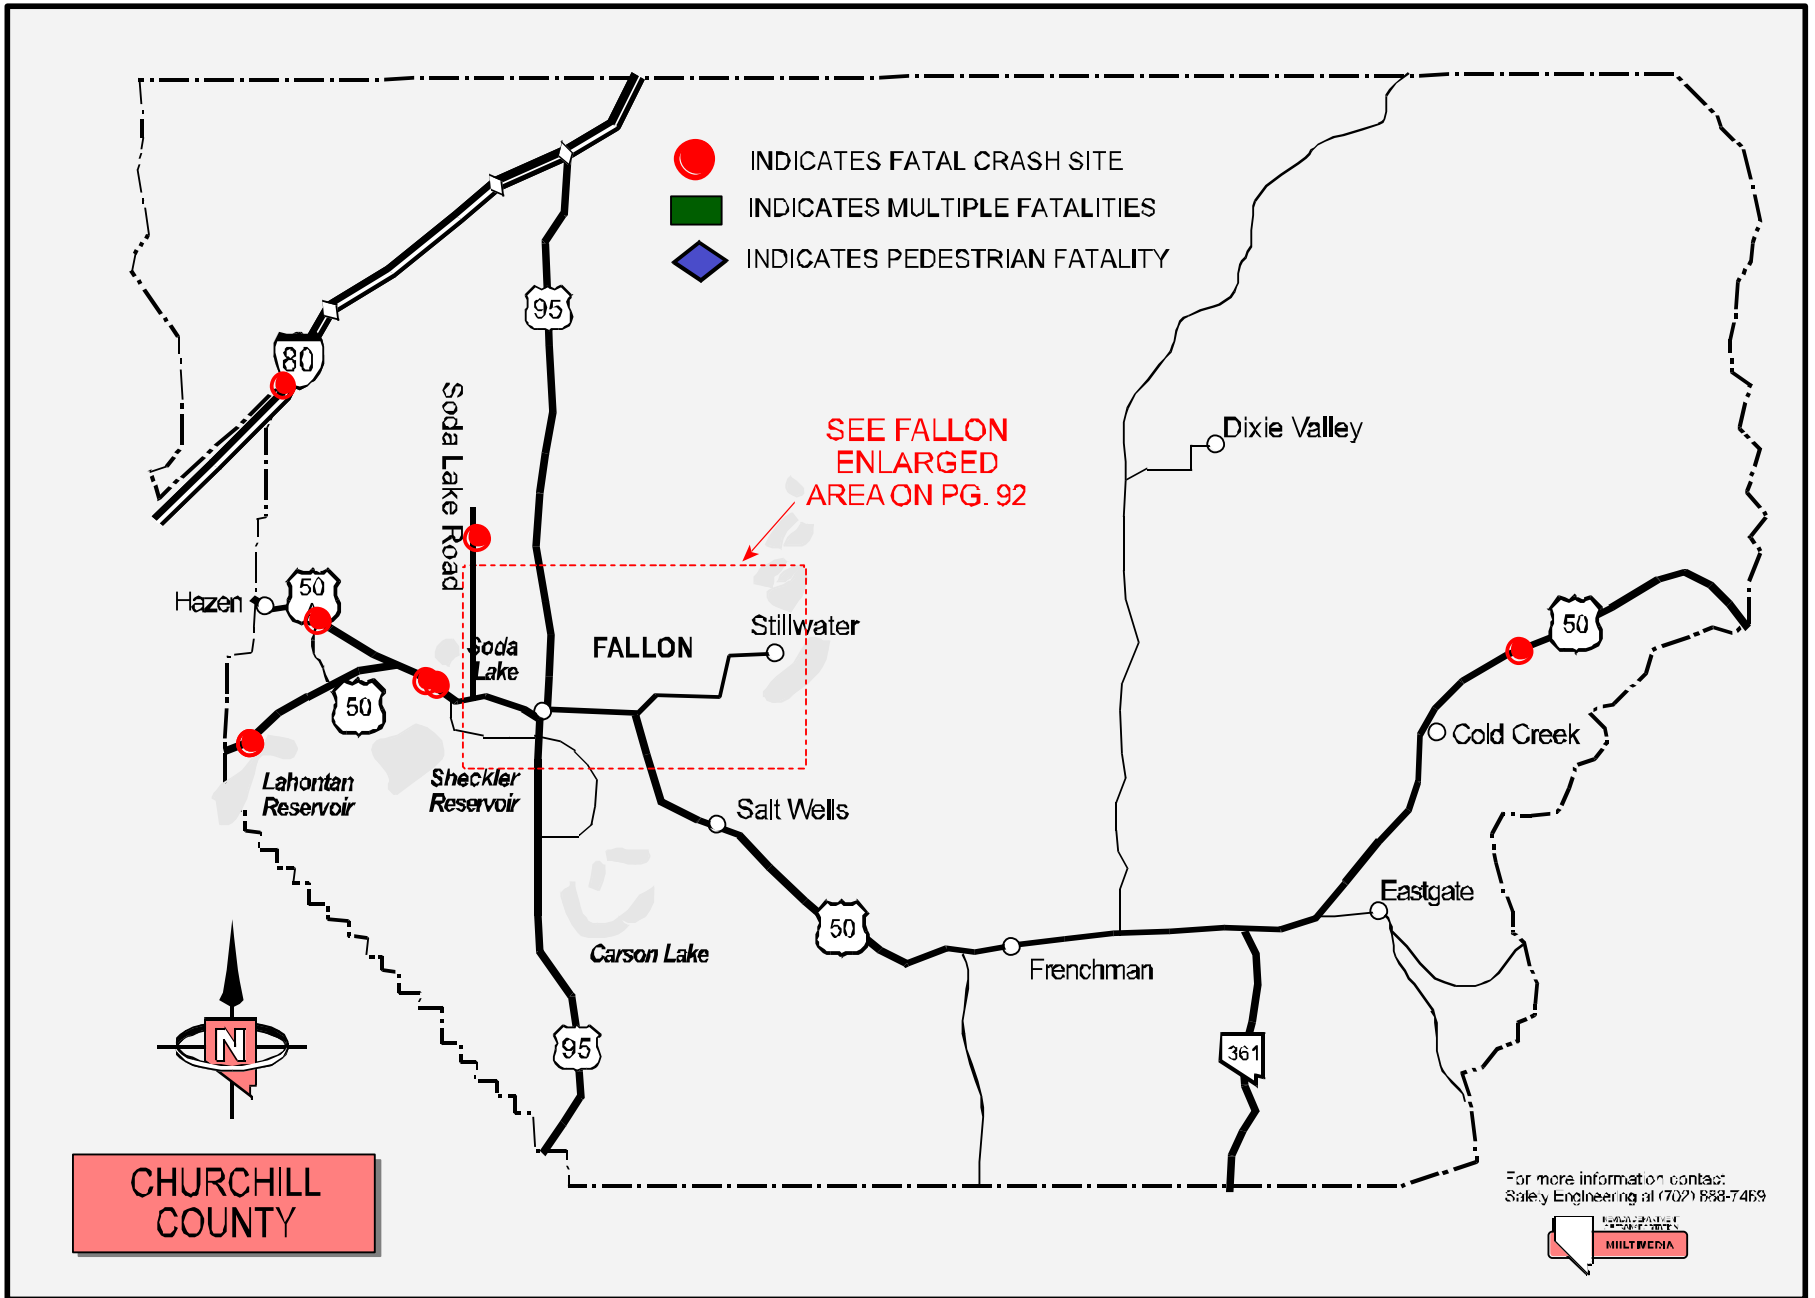 INDICATES FATAL CRASH SITE
INDICATES MULTIPLE FATALITIES
INDICATES PEDESTRIAN FATALITY
95
80
Soda Lake Road
SEE FALLON
ENLARGED
AREA ON PG. 92
Dixie Valley
Hazen
50
Soda
Lake
FALLON
Stillwater
50
50
Cold Creek
Lahontan
Reservoir
Sheckler
Reservoir
Salt Wells
Eastgate
50
Carson Lake
Frenchman
N
95
361
CHURCHILL
COUNTY
For more information contact
Safety Engineering at (702) 888-7469
MULTIMEDIA